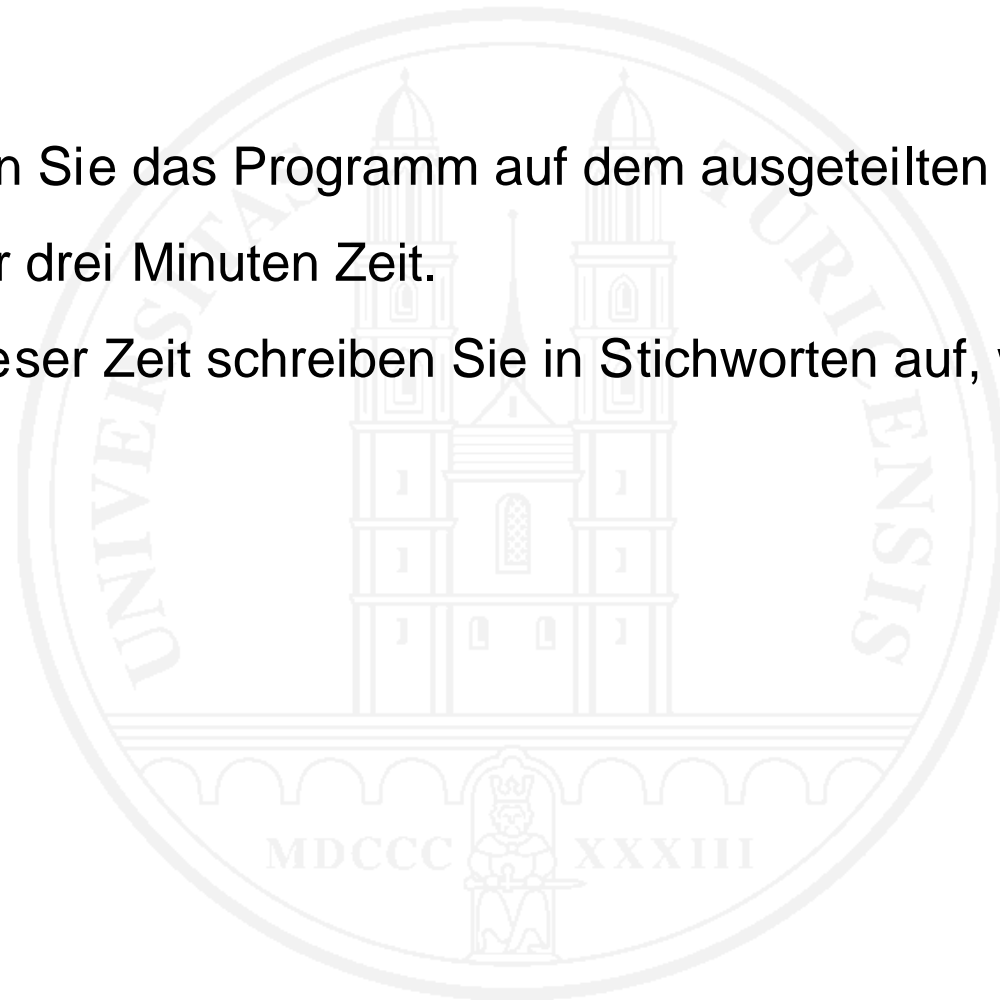 n Sie das Programm auf dem ausgeteilten
r drei Minuten Zeit.
eser Zeit schreiben Sie in Stichworten auf,
UNIVERSITAS TURICENSIS
MDCCC XXXIII